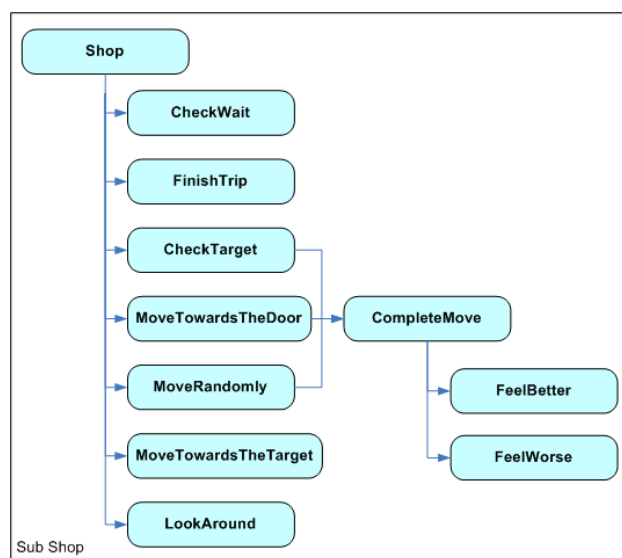 Shop
CheckWait
FinishTrip
CheckTarget
MoveTowardsTheDoor
CompleteMove
MoveRandomly
FeelBetter
MoveTowardsTheTarget
FeelWorse
LookAround
Sub Shop